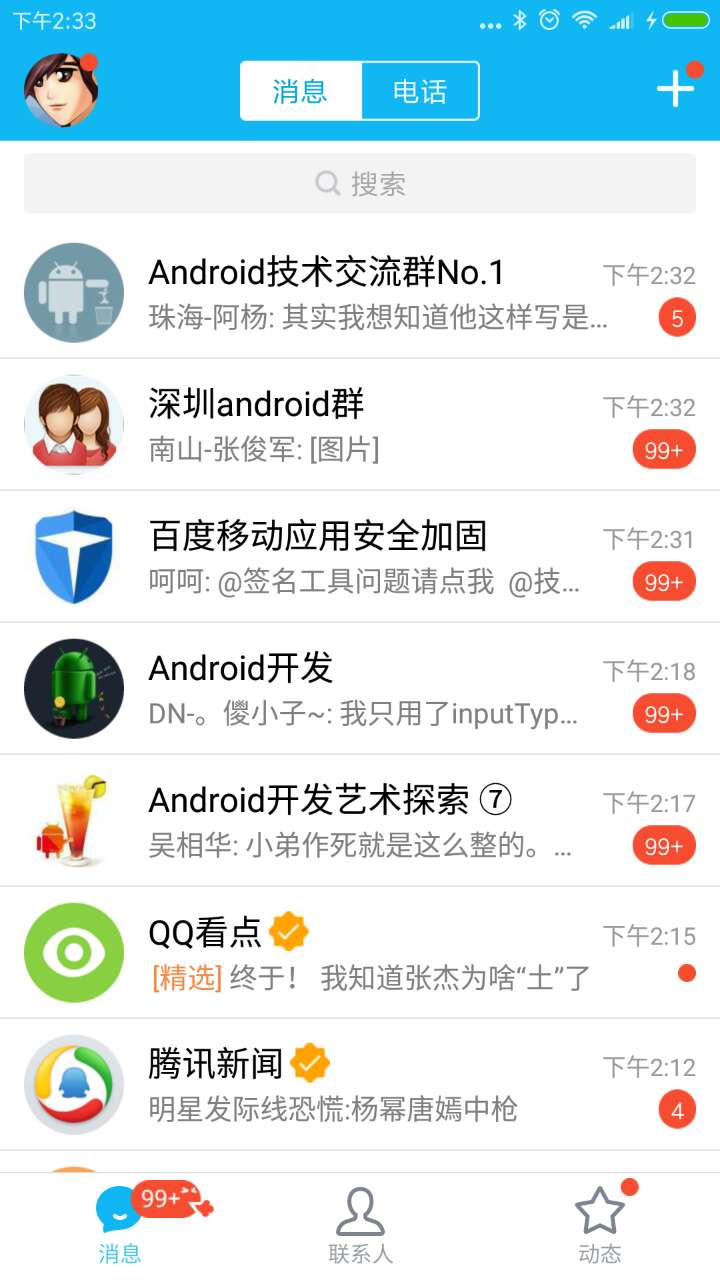 下午2:33
消息 电话
搜索
Android技术交流群No.1 下午2:32
珠海-阿杨: 其实我想知道他这样写是... 5
深圳android群 下午2:32
南山-张俊军: [图片] 99+
百度移动应用安全加固 下午2:31
呵呵: @签名工具问题请点我 @技... 99+
Android开发 下午2:18
DN-。儍小子~: 我只用了inputTyp... 99+
Android开发艺术探索 ⑦ 下午2:17
吴相华: 小弟作死就是这么整的。... 99+
QQ看点 下午2:15
[精选] 终于！ 我知道张杰为啥“土”了
腾讯新闻 下午2:12
明星发际线恐慌:杨幂唐嫣中枪 4
99+
消息 联系人 动态